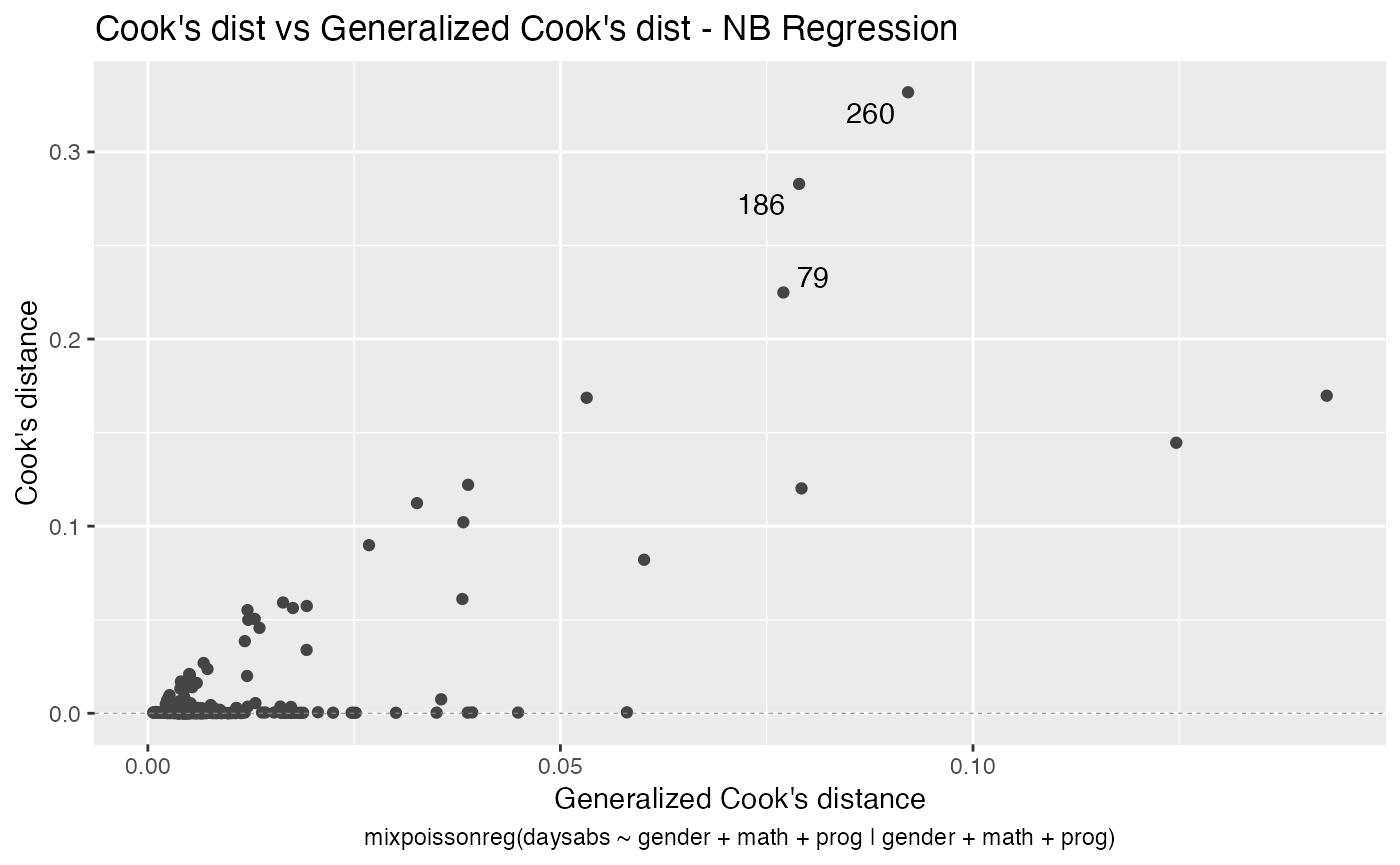 Cook's dist vs Generalized Cook's dist - NB Regression
260
0.3
186
79
0.2
Cook's distance
0.1
0.0
0.00 0.05 0.10
Generalized Cook's distance
mixpoissonreg(daysabs ~ gender + math + prog | gender + math + prog)